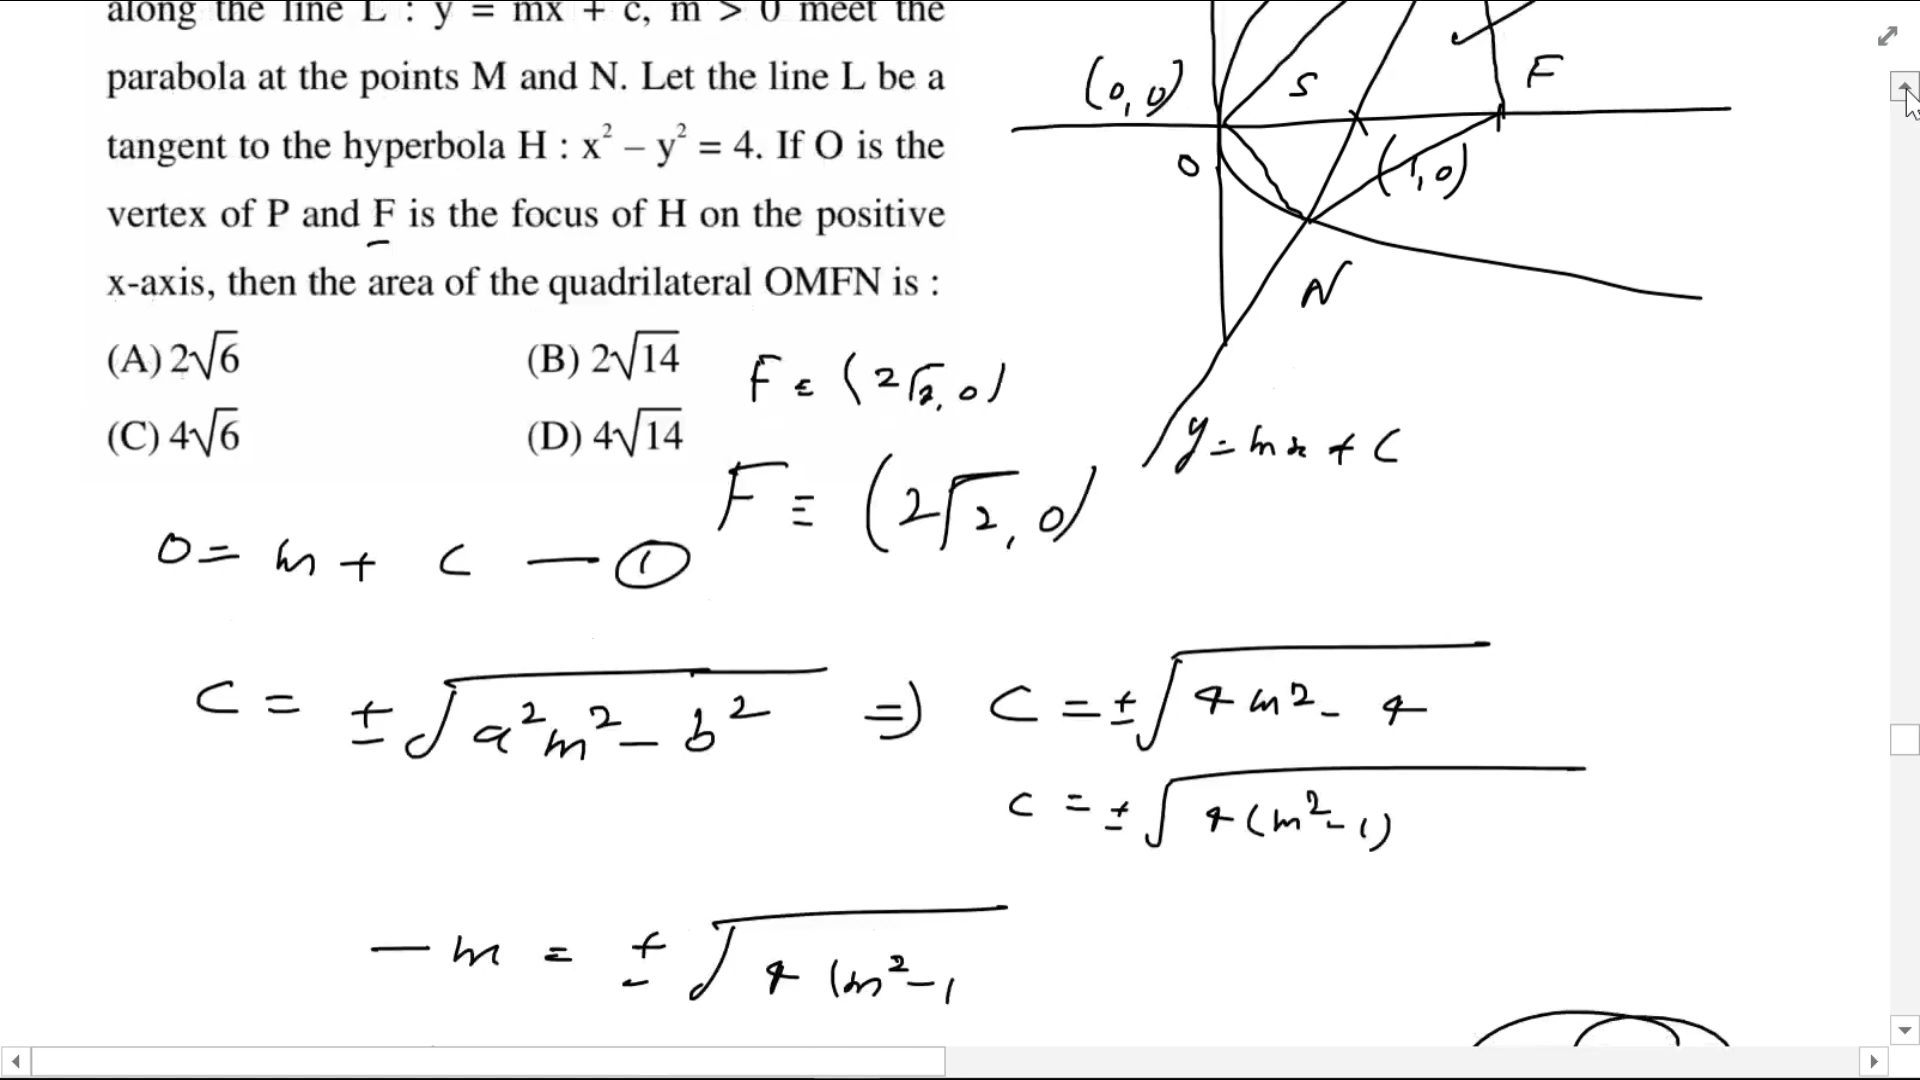 along the line L : y = mx + c, m > 0 meet the
parabola at the points M and N. Let the line L be a
tangent to the hyperbola H : x² – y² = 4. If O is the
vertex of P and F is the focus of H on the positive
x-axis, then the area of the quadrilateral OMFN is :
(A) 2√6 (B) 2√14
(C) 4√6 (D) 4√14
(0, 0) S F
O (1, 0)
N
F ≡ (2√2, 0)
y = mx + c
F ≡ (2√2, 0)
0 = m + c — ①
c = ± √a²m² – b² ⇒ c = ± √4m² – 4
c = ± √4(m² – 1)
– m = ± √4 (m² – 1